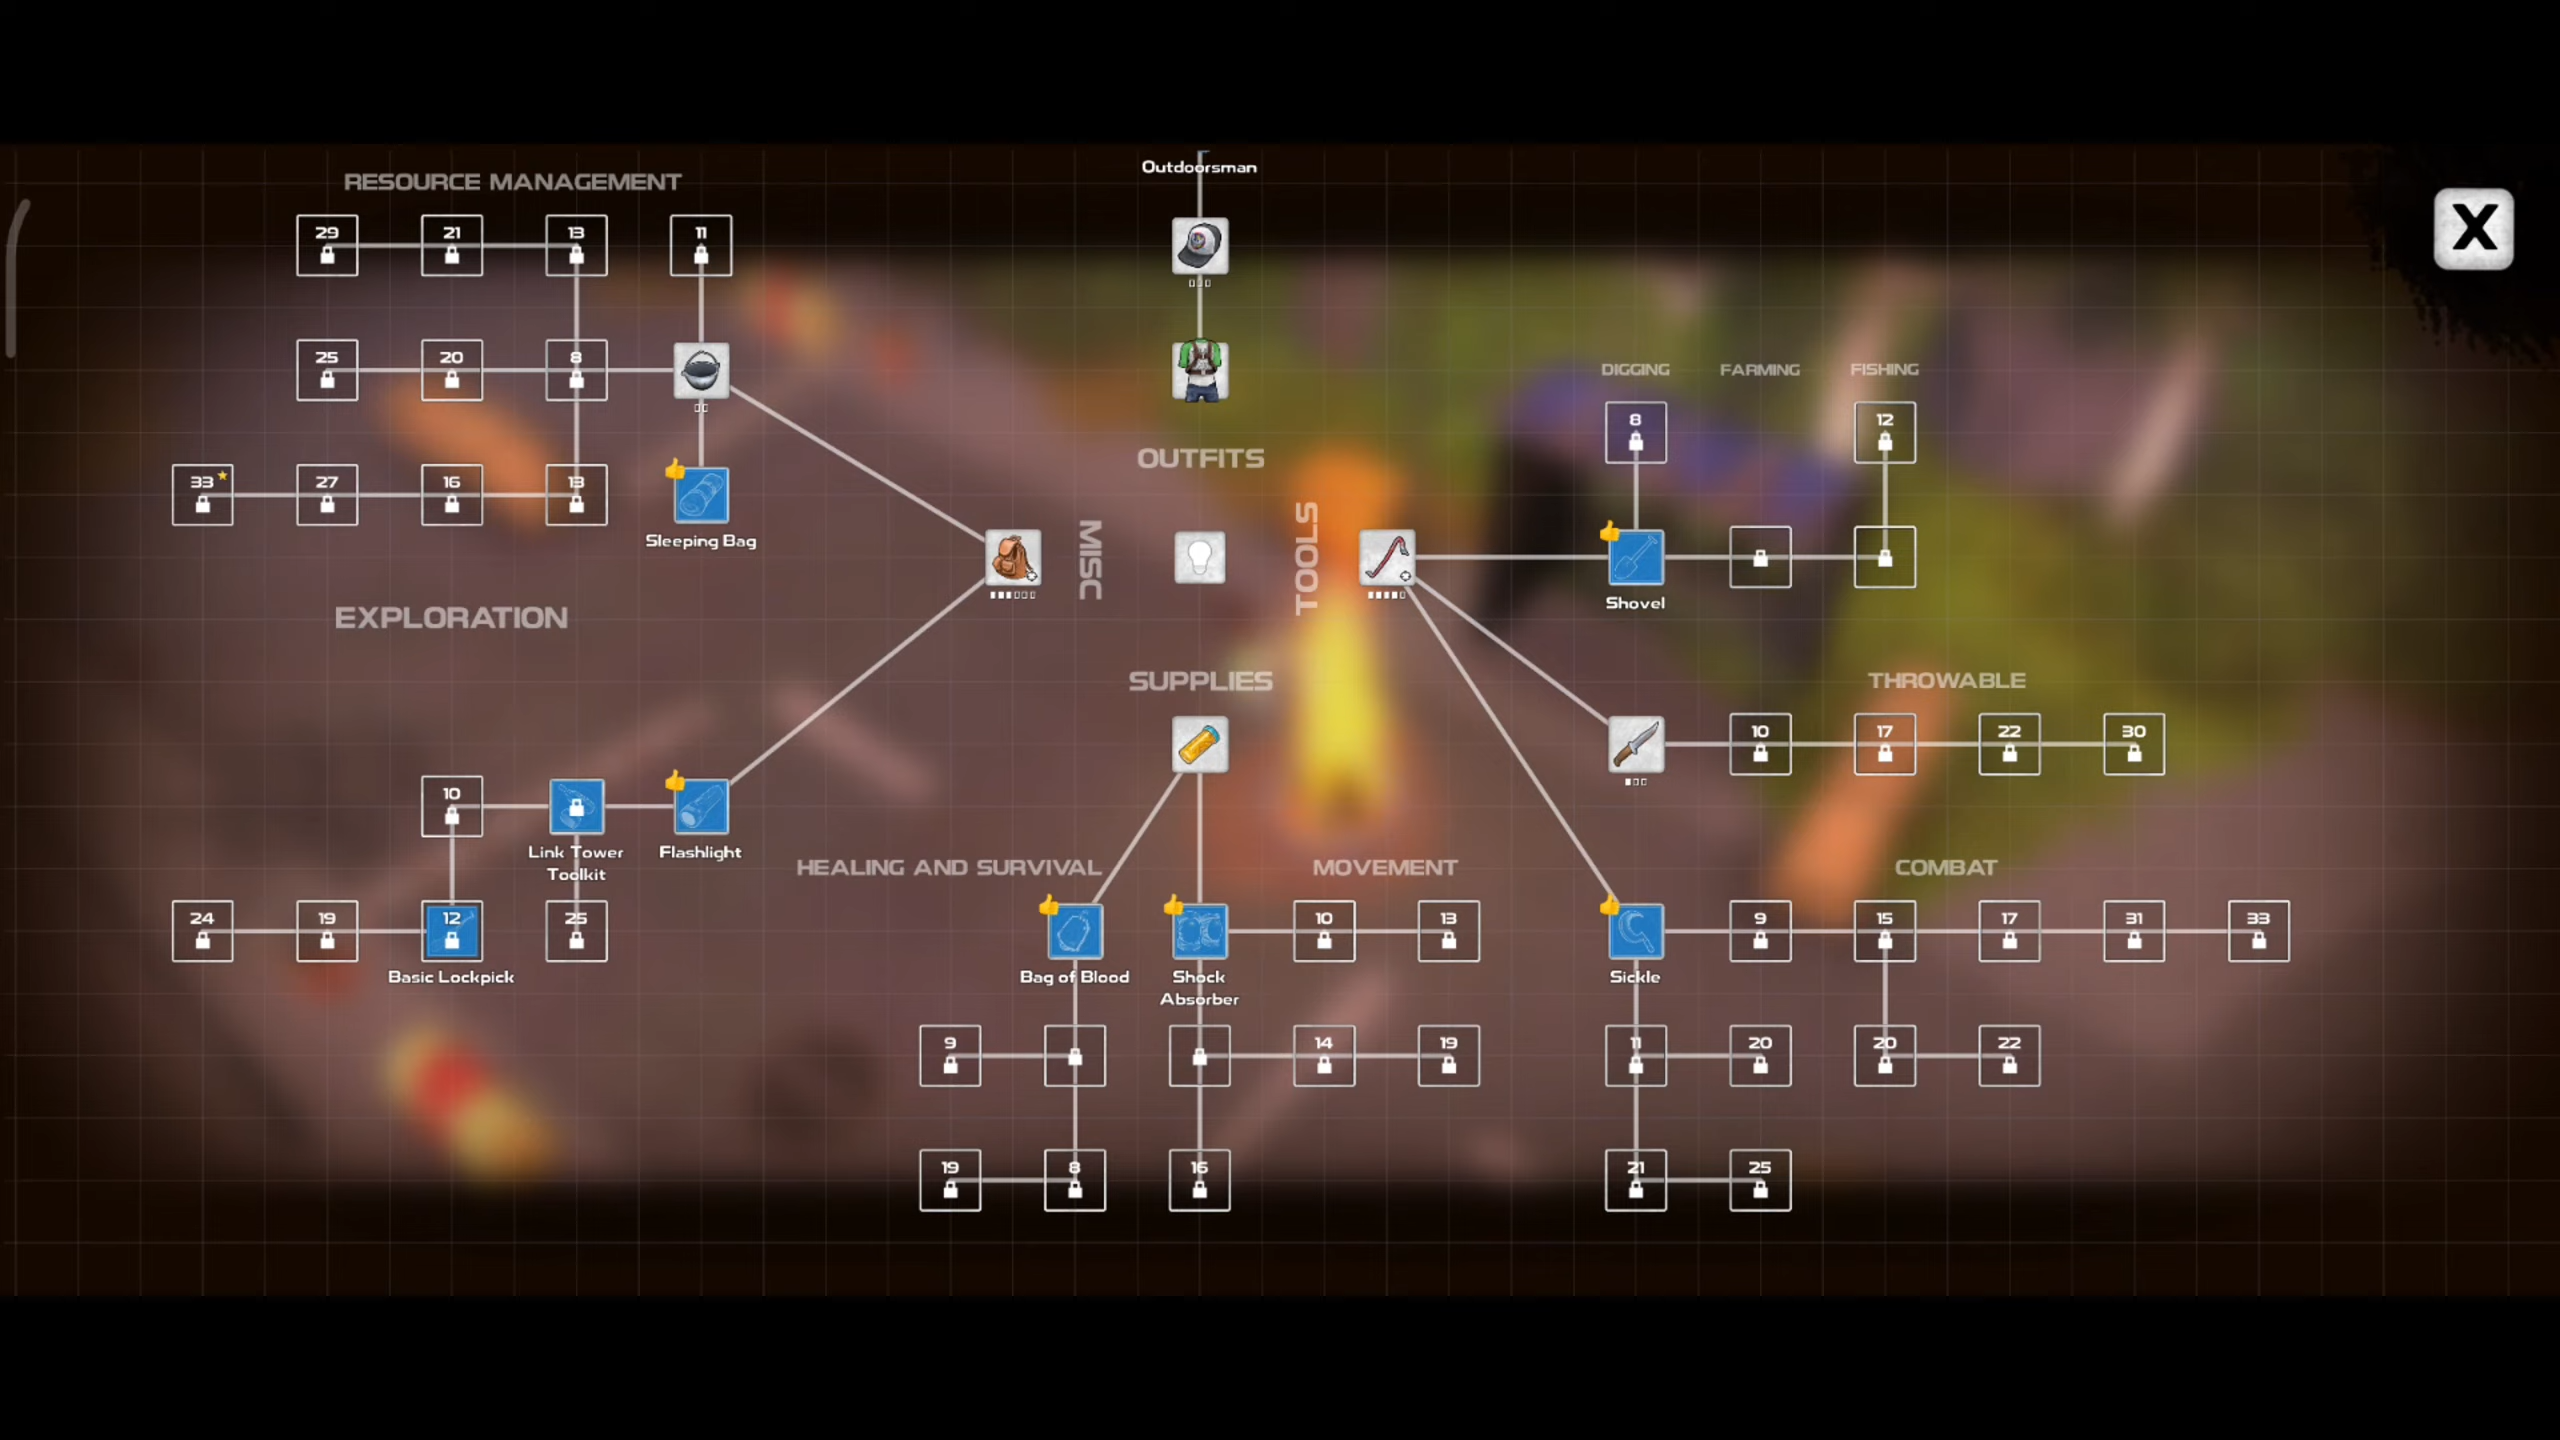 Outdoorsman
RESOURCE MANAGEMENT
29 21 13 11
25 20 8
33 27 16 13
Sleeping Bag
EXPLORATION
10
Link Tower
Toolkit
Flashlight
24 19 12 25
Basic Lockpick
MISC
OUTFITS
TOOLS
SUPPLIES
HEALING AND SURVIVAL
MOVEMENT
Bag of Blood
Shock
Absorber
10 13
9 14 19
19 8 16
DIGGING FARMING FISHING
8 12
Shovel
THROWABLE
10 17 22 30
COMBAT
Sickle
9 15 17 31 33
11 20 20 22
21 25
X